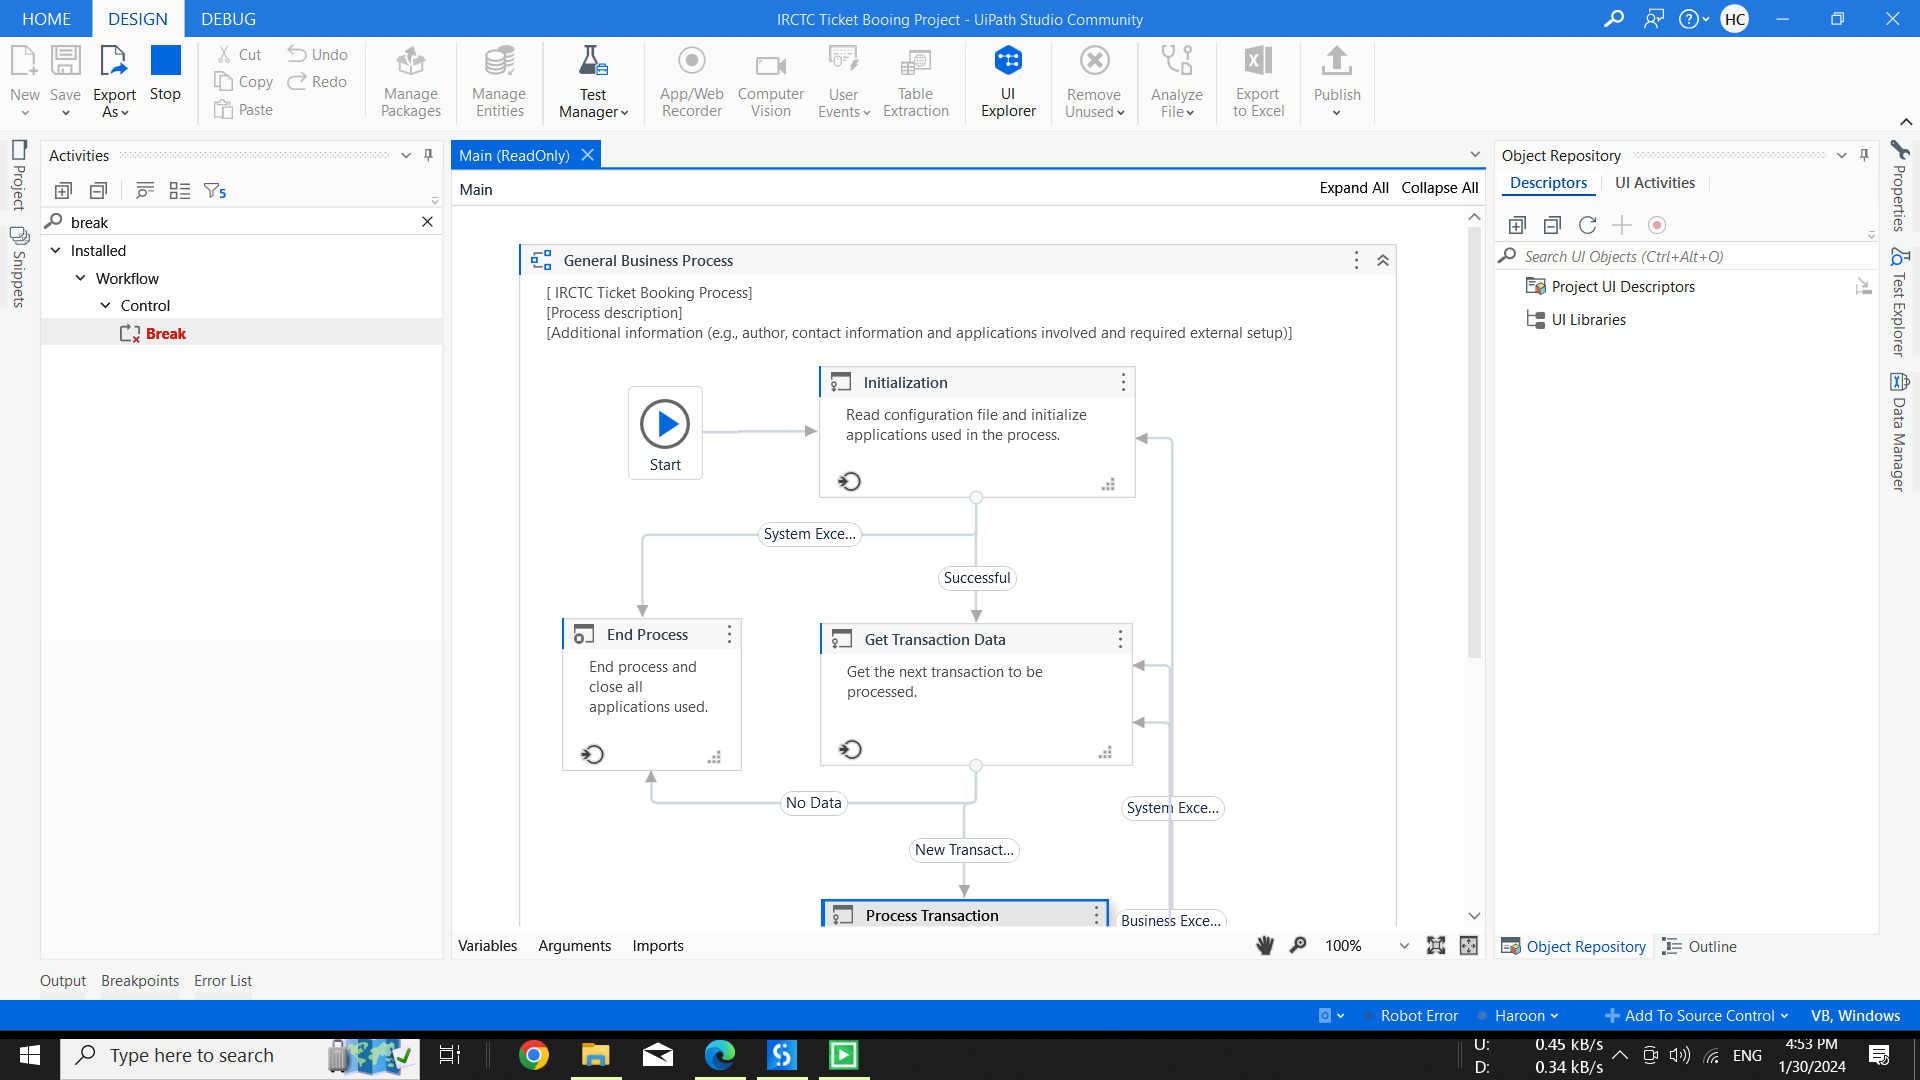 HOME DESIGN DEBUG
IRCTC Ticket Booing Project - UiPath Studio Community
HC
New
Save
Export As
Stop
Cut
Copy
Paste
Undo
Redo
Manage Packages
Manage Entities
Test Manager
App/Web Recorder
Computer Vision
User Events
Table Extraction
UI Explorer
Remove Unused
Analyze File
Export to Excel
Publish
Project
Snippets
Activities
5
break
Installed
Workflow
Control
Break
Main (ReadOnly)
Main
Expand All Collapse All
General Business Process
[ IRCTC Ticket Booking Process]
[Process description]
[Additional information (e.g., author, contact information and applications involved and required external setup)]
Start
Initialization
Read configuration file and initialize
applications used in the process.
System Exce...
Successful
End Process
End process and
close all
applications used.
Get Transaction Data
Get the next transaction to be
processed.
No Data
System Exce...
New Transact...
Process Transaction
Business Exce...
Variables Arguments Imports
100%
Object Repository
Descriptors UI Activities
Search UI Objects (Ctrl+Alt+O)
Project UI Descriptors
UI Libraries
Object Repository Outline
Properties
Test Explorer
Data Manager
Output Breakpoints Error List
Robot Error Haroon Add To Source Control VB, Windows
Type here to search
U: 0.45 kB/s
D: 0.34 kB/s
ENG
4:53 PM
1/30/2024